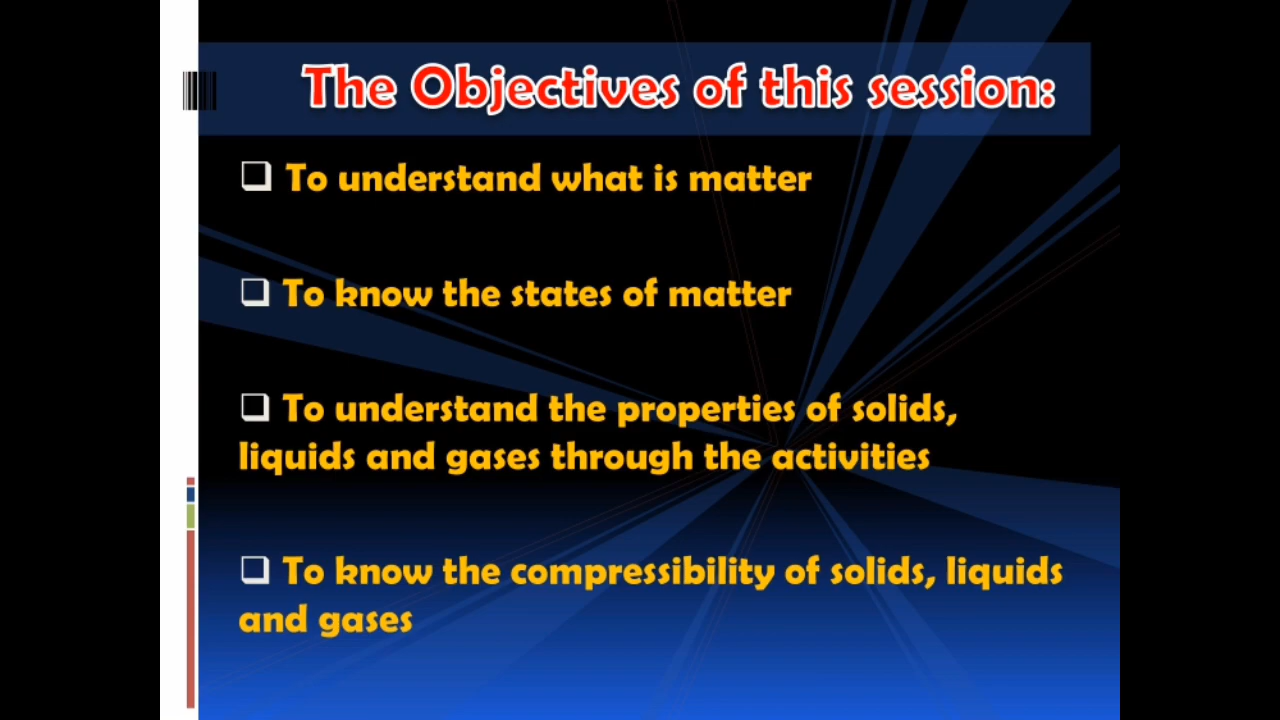 The Objectives of this session:
❑ To understand what is matter
❑ To know the states of matter
❑ To understand the properties of solids,
liquids and gases through the activities
❑ To know the compressibility of solids, liquids
and gases